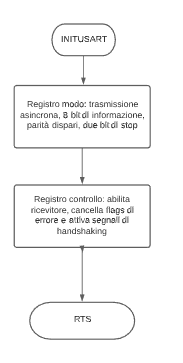 INITUSART
Registro modo: trasmissione
asincrona, 8 bit di informazione,
parità dispari, due bit di stop
Registro controllo: abilita
ricevitore, cancella flags di
errore e attiva segnali di
handshaking
RTS